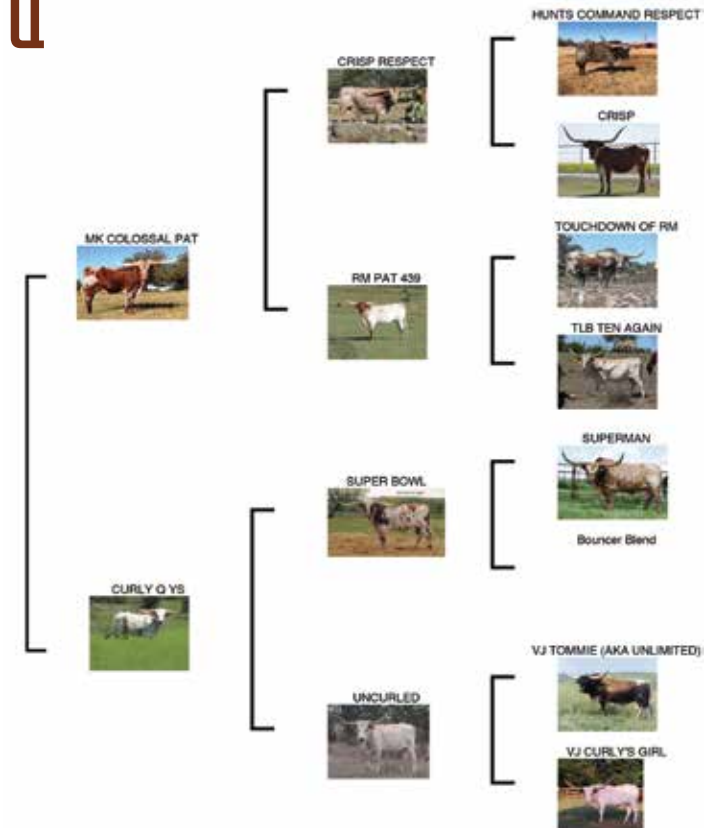 HUNTS COMMAND RESPECT
CRISP RESPECT
CRISP
MK COLOSSAL PAT
TOUCHDOWN OF RM
RM PAT 439
TLB TEN AGAIN
SUPERMAN
SUPER BOWL
Bouncer Blend
CURLY Q YS
VJ TOMMIE (AKA UNLIMITED)
UNCURLED
VJ CURLY'S GIRL